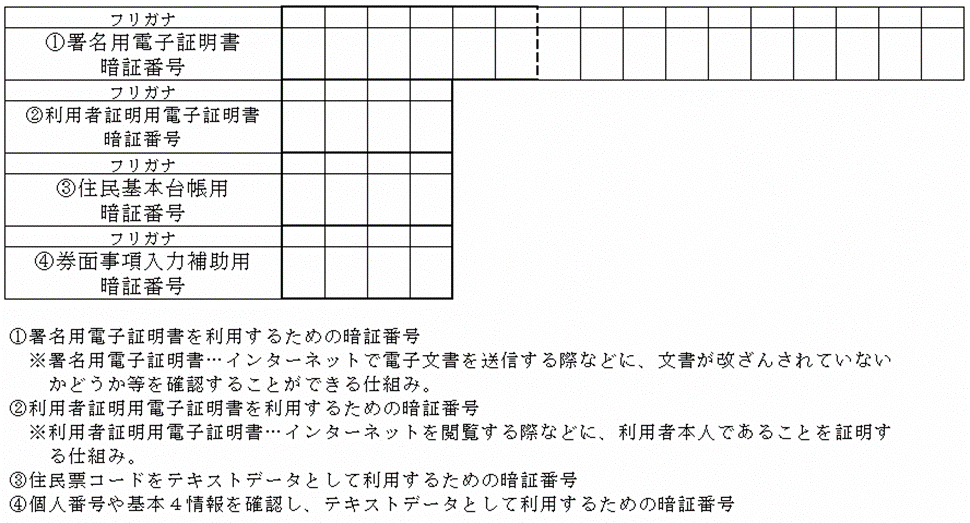 フリガナ
①署名用電子証明書
暗証番号
フリガナ
②利用者証明用電子証明書
暗証番号
フリガナ
③住民基本台帳用
暗証番号
フリガナ
④券面事項入力補助用
暗証番号
①署名用電子証明書を利用するための暗証番号
※署名用電子証明書…インターネットで電子文書を送信する際などに、文書が改ざんされていない
かどうか等を確認することができる仕組み。
②利用者証明用電子証明書を利用するための暗証番号
※利用者証明用電子証明書…インターネットを閲覧する際などに、利用者本人であることを証明す
る仕組み。
③住民票コードをテキストデータとして利用するための暗証番号
④個人番号や基本４情報を確認し、テキストデータとして利用するための暗証番号